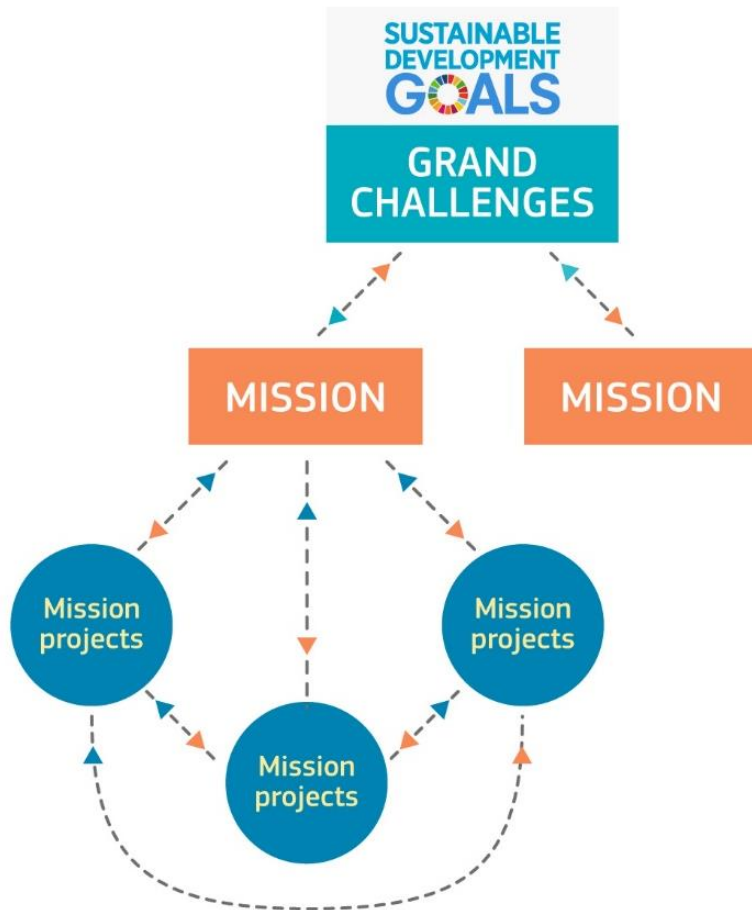 SUSTAINABLE
DEVELOPMENT
GOALS
GRAND
CHALLENGES
MISSION
MISSION
Mission
projects
Mission
projects
Mission
projects